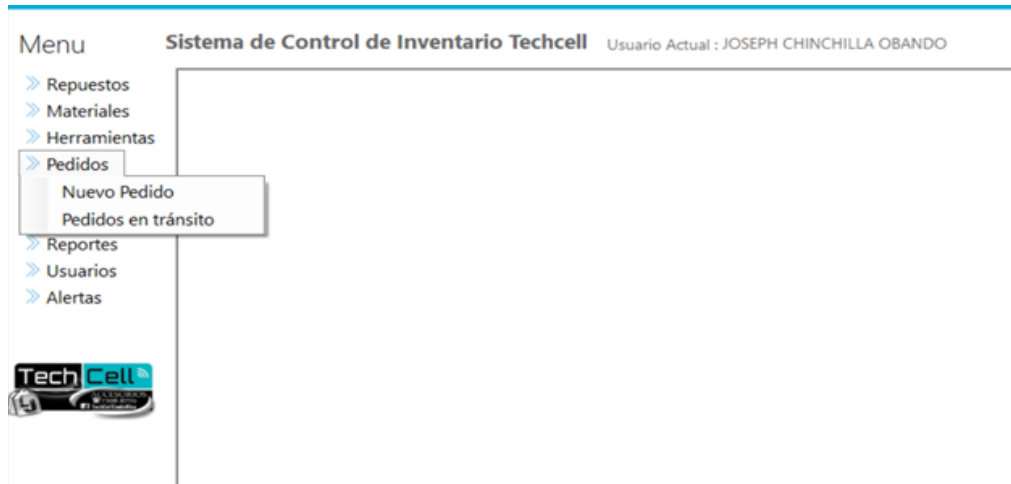 Menu
Sistema de Control de Inventario Techcell
Usuario Actual : JOSEPH CHINCHILLA OBANDO
Repuestos
Materiales
Herramientas
Pedidos
Nuevo Pedido
Pedidos en tránsito
Reportes
Usuarios
Alertas
Tech Cell
ACCESORIOS